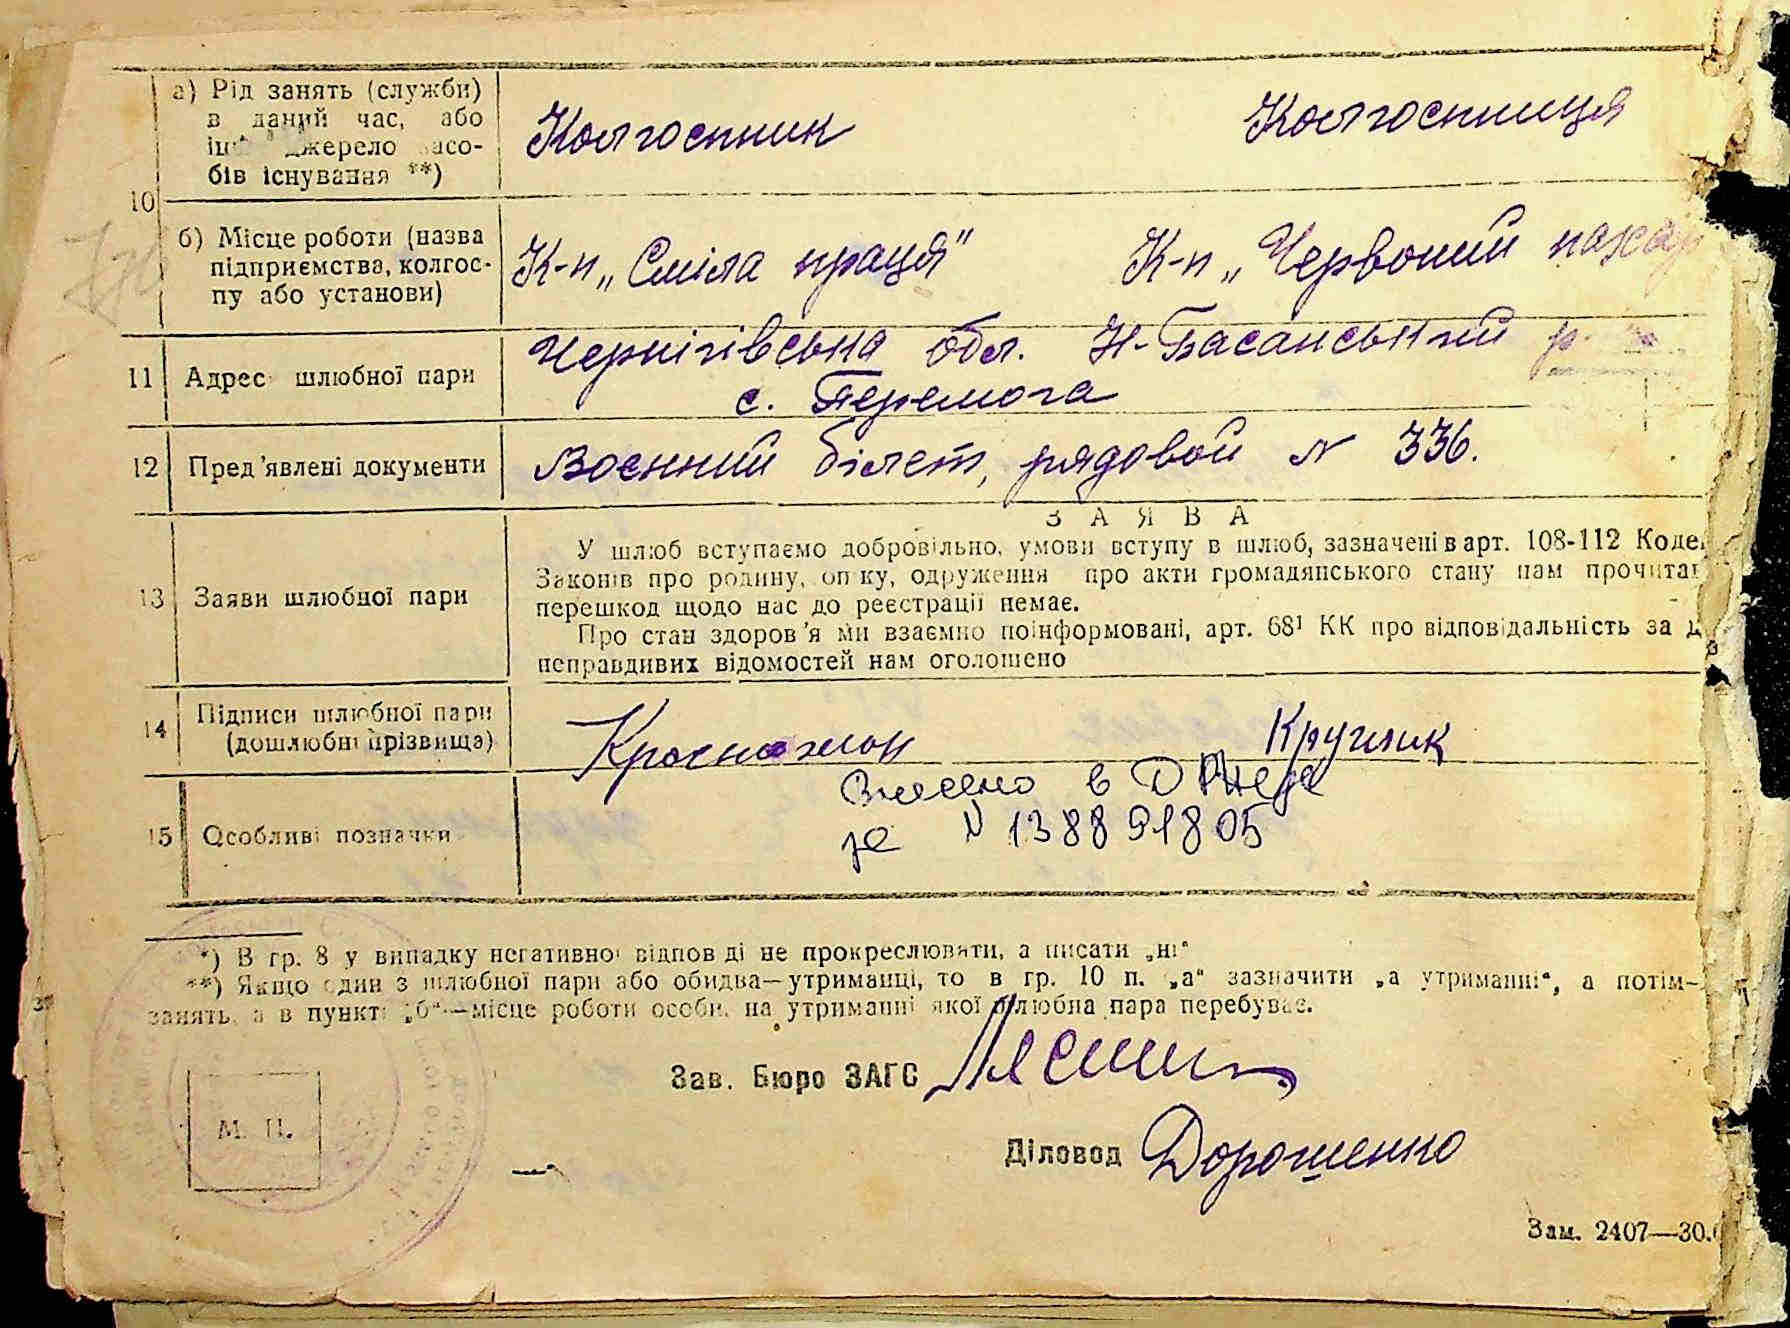 10
а) Рід занять (служби)
в даний час, або
інше джерело засо-
бів існування **)
Колгоспник Колгоспниця
б) Місце роботи (назва
підприємства, колгос-
пу або установи)
К-п „Сміла праця" К-п „Червоний пахар
11 Адрес шлюбної пари
Чернігівська обл. Н-Басанський р-
с. Перемога
12 Пред'явлені документи
Воєнний білет, рядовой № 336.
13 Заяви шлюбної пари
ЗАЯВА
У шлюб вступаємо добровільно, умови вступу в шлюб, зазначені в арт. 108-112 Коде
Законів про родину, опіку, одруження про акти громадянського стану нам прочита
перешкод щодо нас до реєстрації немає.
Про стан здоров'я ми взаємно поінформовані, арт. 68¹ КК про відповідальність за д
неправдивих відомостей нам оголошено
14 Підписи шлюбної пари
(дошлюбні прізвища)
Красножон Кругляк
15 Особливі позначки
Внесено в
за № 1388 91805
*) В гр. 8 у випадку негативної відповіді не прокреслювати, а писати „ні"
**) Якщо один з шлюбної пари або обидва—утриманці, то в гр. 10 п. „а" зазначити „а утриманні", а потім—
занять, а в пункті „б"—місце роботи особи, на утриманні якої шлюбна пара перебуває.
Зав. Бюро ЗАГС
М. П.
Діловод Дорошенко
Зам. 2407—30.